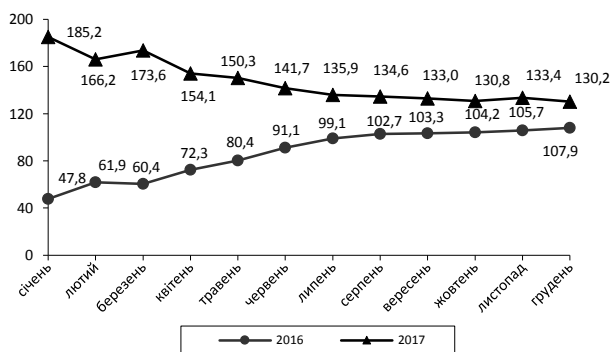 200
160
120
80
40
0
185,2
166,2
173,6
154,1
150,3
141,7
135,9
134,6
133,0
130,8
133,4
130,2
47,8
61,9
60,4
72,3
80,4
91,1
99,1
102,7
103,3
104,2
105,7
107,9
січень
лютий
березень
квітень
травень
червень
липень
серпень
вересень
жовтень
листопад
грудень
2016
2017